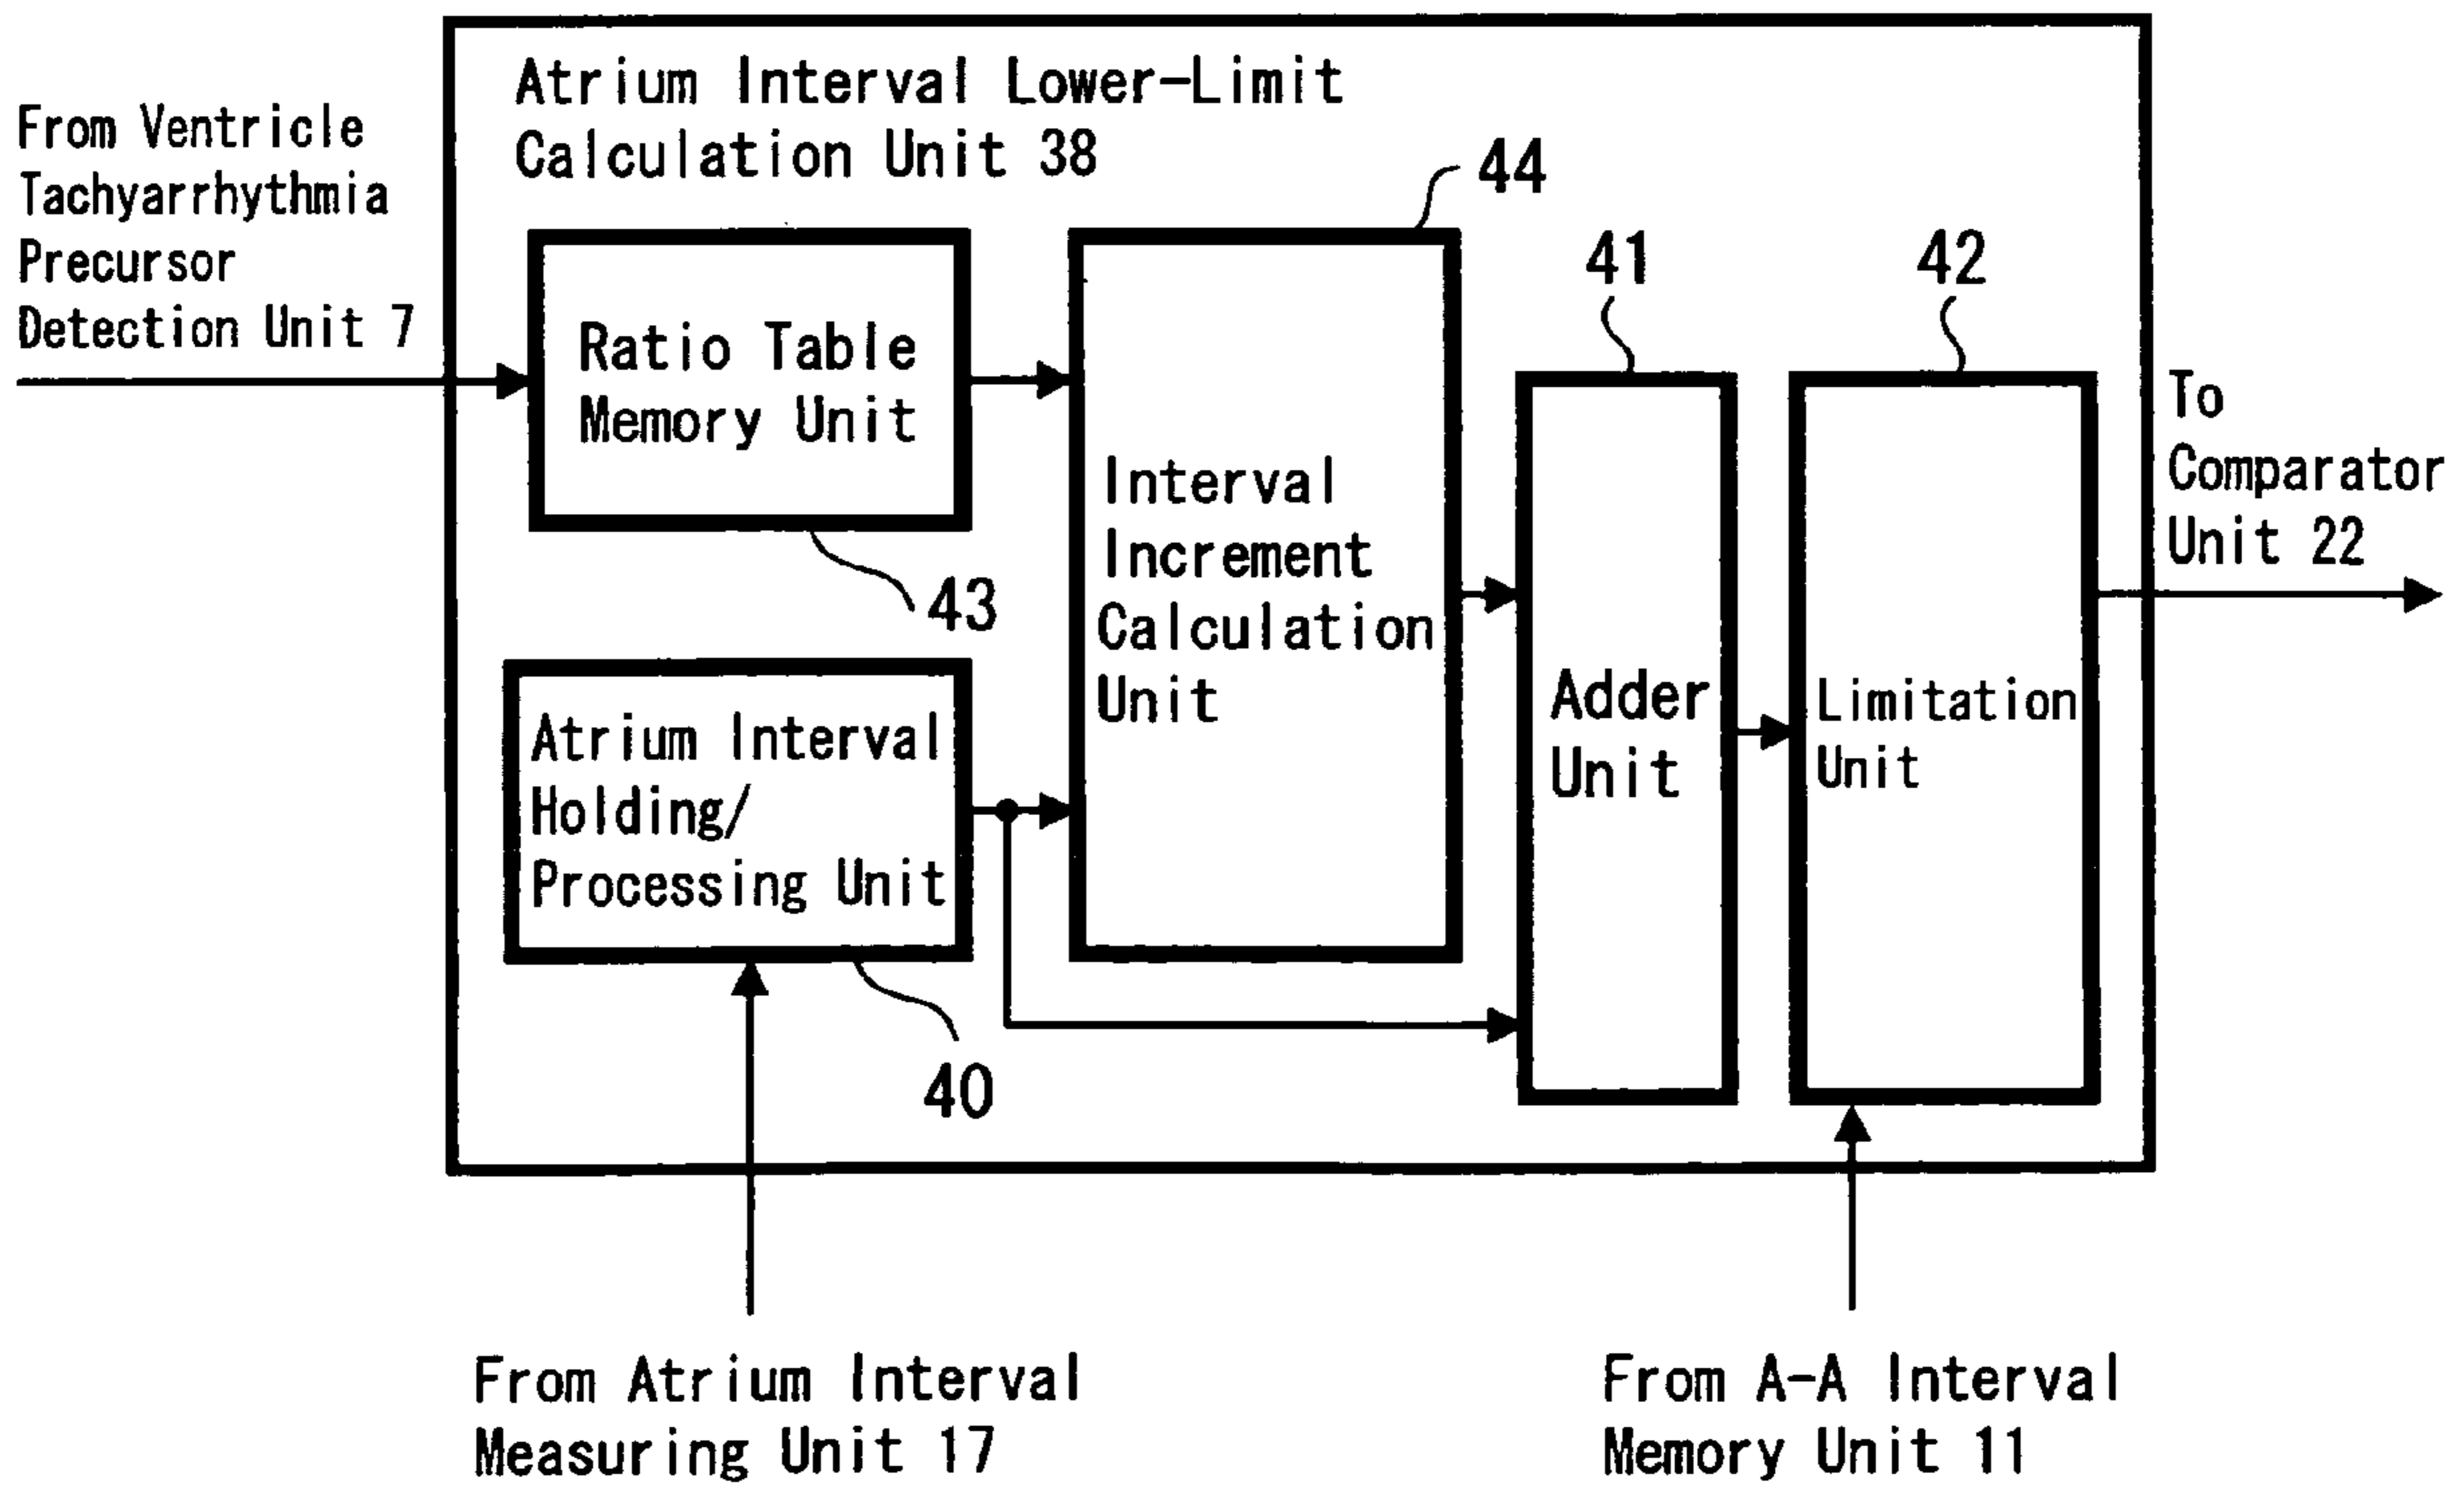 Atrium Interval Lower-Limit
Calculation Unit 38
From Ventricle
Tachyarrhythmia
Precursor
Detection Unit 7
44
41
42
Ratio Table
Memory Unit
43
Interval
Increment
Calculation
Unit
To
Comparator
Unit 22
Adder
Unit
Limitation
Unit
Atrium Interval
Holding/
Processing Unit
40
From Atrium Interval
Measuring Unit 17
From A-A Interval
Memory Unit 11